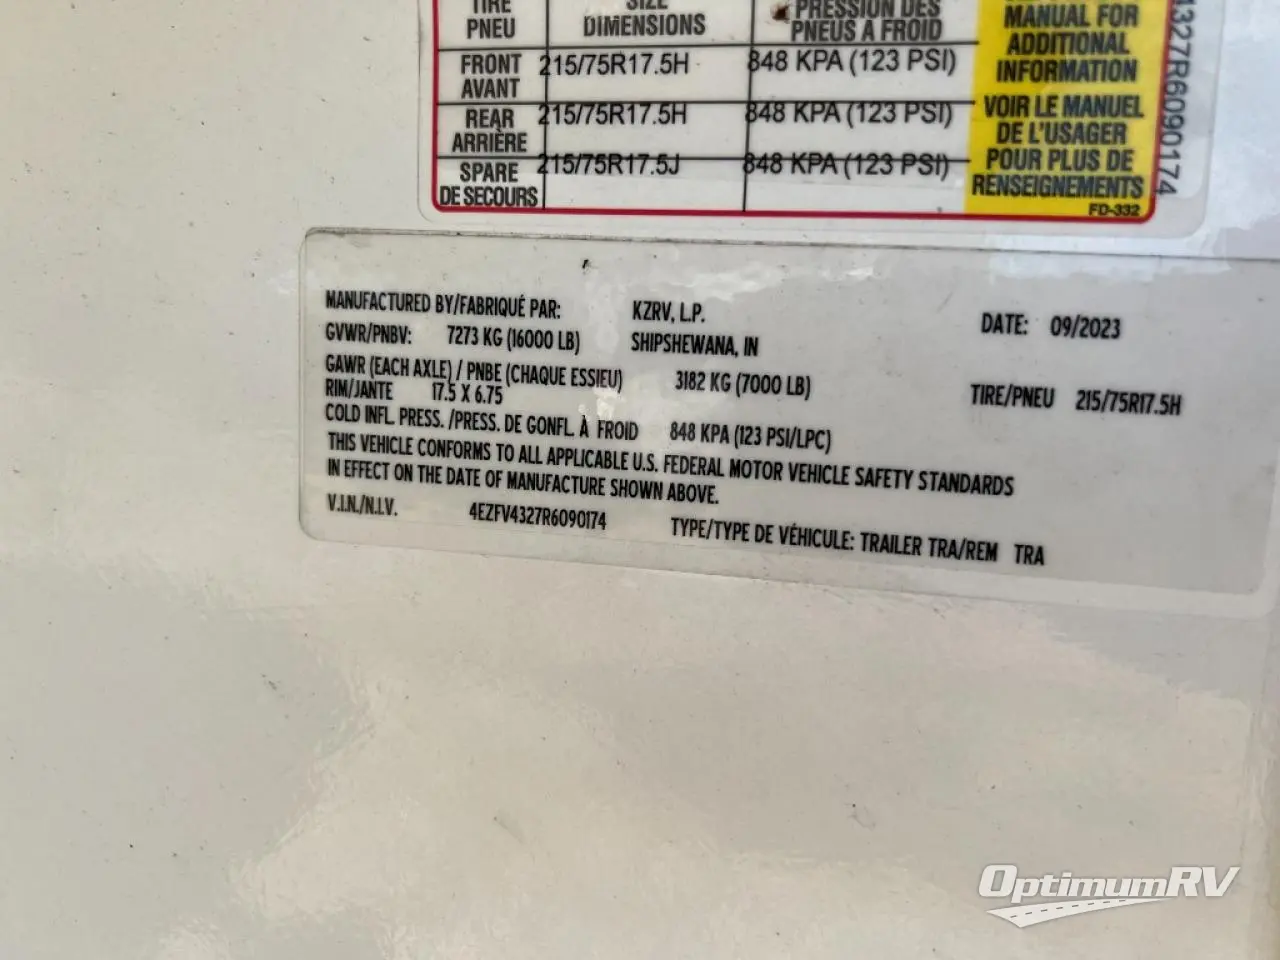 TIRE SIZE PRESSION DES
PNEU DIMENSIONS PNEUS A FROID
FRONT 215/75R17.5H 848 KPA (123 PSI)
AVANT
REAR 215/75R17.5H 848 KPA (123 PSI)
ARRIÈRE
SPARE 215/75R17.5J 848 KPA (123 PSI)
DE SECOURS
MANUAL FOR
ADDITIONAL
INFORMATION
VOIR LE MANUEL
DE L'USAGER
POUR PLUS DE
RENSEIGNEMENTS
FD-332
4327R6090174
MANUFACTURED BY/FABRIQUÉ PAR: KZRV, L.P. DATE: 09/2023
GVWR/PNBV: 7273 KG (16000 LB) SHIPSHEWANA, IN
GAWR (EACH AXLE) / PNBE (CHAQUE ESSIEU) 3182 KG (7000 LB) TIRE/PNEU 215/75R17.5H
RIM/JANTE 17.5 X 6.75
COLD INFL. PRESS. /PRESS. DE GONFL. À FROID 848 KPA (123 PSI/LPC)
THIS VEHICLE CONFORMS TO ALL APPLICABLE U.S. FEDERAL MOTOR VEHICLE SAFETY STANDARDS
IN EFFECT ON THE DATE OF MANUFACTURE SHOWN ABOVE.
V.I.N./N.I.V. 4EZFV4327R6090174 TYPE/TYPE DE VÉHICULE: TRAILER TRA/REM TRA
OptimumRV